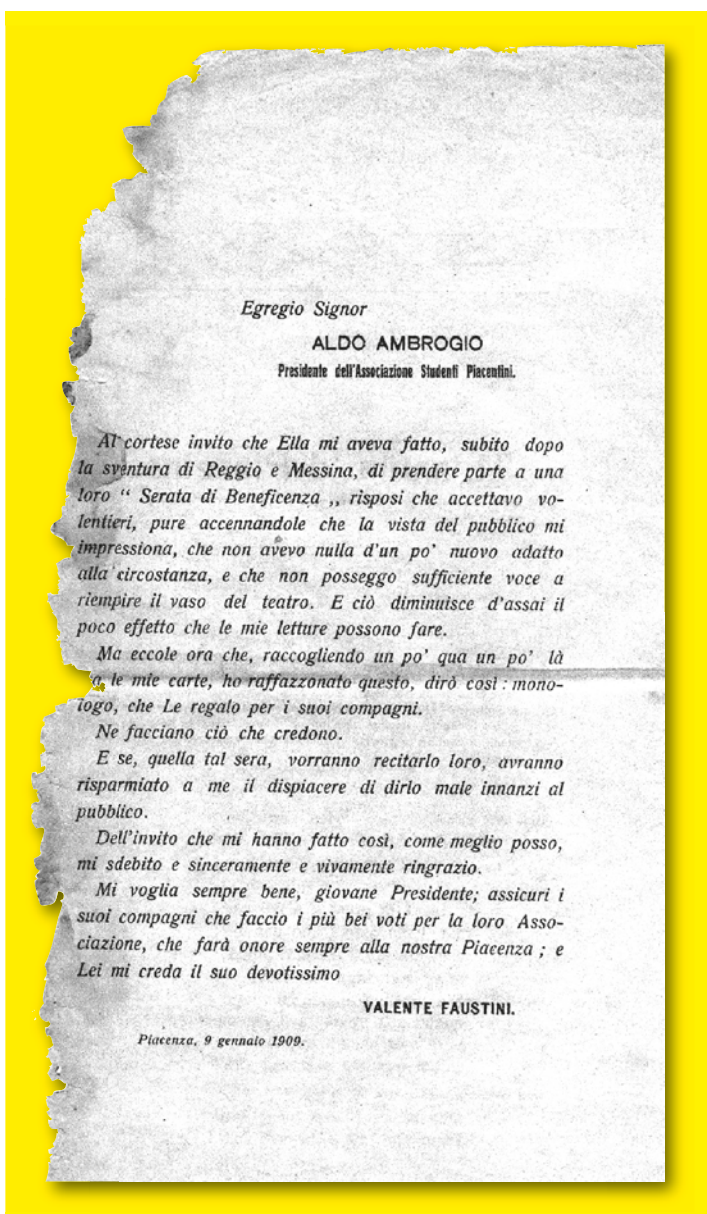 Egregio Signor
ALDO AMBROGIO
Presidente dell'Associazione Studenti Piacentini.
Al cortese invito che Ella mi aveva fatto, subito dopo
la sventura di Reggio e Messina, di prendere parte a una
loro “ Serata di Beneficenza „ risposi che accettavo vo-
lentieri, pure accennandole che la vista del pubblico mi
impressiona, che non avevo nulla d'un po' nuovo adatto
alla circostanza, e che non posseggo sufficiente voce a
riempire il vaso del teatro. E ciò diminuisce d'assai il
poco effetto che le mie letture possono fare.
Ma eccole ora che, raccogliendo un po' qua un po' là
le mie carte, ho raffazzonato questo, dirò così : mono-
logo, che Le regalo per i suoi compagni.
Ne facciano ciò che credono.
E se, quella tal sera, vorranno recitarlo loro, avranno
risparmiato a me il dispiacere di dirlo male innanzi al
pubblico.
Dell'invito che mi hanno fatto così, come meglio posso,
mi sdebito e sinceramente e vivamente ringrazio.
Mi voglia sempre bene, giovane Presidente; assicuri i
suoi compagni che faccio i più bei voti per la loro Asso-
ciazione, che farà onore sempre alla nostra Piacenza ; e
Lei mi creda il suo devotissimo
VALENTE FAUSTINI.
Piacenza, 9 gennaio 1909.